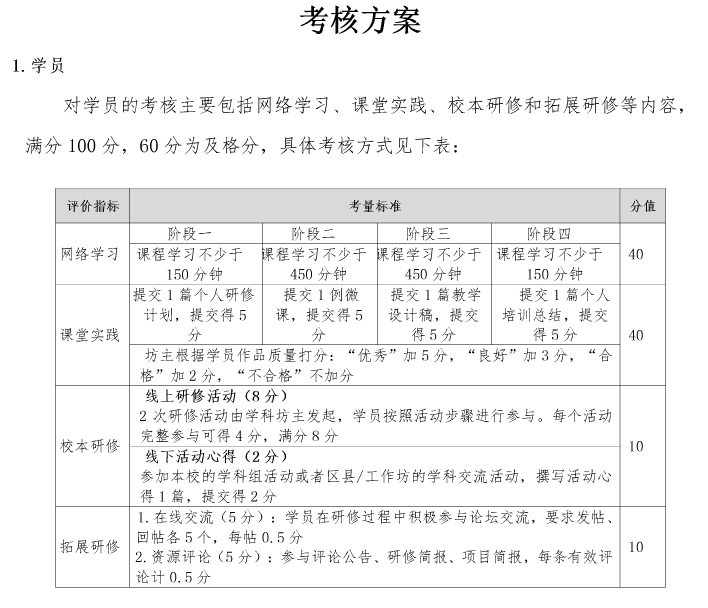 考核方案
1. 学员
对学员的考核主要包括网络学习、课堂实践、校本研修和拓展研修等内容，
满分 100 分，60 分为及格分，具体考核方式见下表：
评价指标 考量标准 分值
阶段一 阶段二 阶段三 阶段四
网络学习 课程学习不少于 课程学习不少于 课程学习不少于 课程学习不少于 40
150 分钟 450 分钟 450 分钟 150 分钟
提交 1 篇个人研修 提交 1 例微 提交 1 篇教学 提交 1 篇个人
计划，提交得 5 课，提交得 5 设计稿，提交 培训总结，提交
分 分 得 5 分 得 5 分
课堂实践 40
坊主根据学员作品质量打分：“优秀”加 5 分，“良好”加 3 分，“合
格”加 2 分，“不合格”不加分
线上研修活动（8 分）
2 次研修活动由学科坊主发起，学员按照活动步骤进行参与。每个活动
完整参与可得 4 分，满分 8 分
校本研修 10
线下活动心得（2 分）
参加本校的学科组活动或者区县/工作坊的学科交流活动，撰写活动心
得 1 篇，提交得 2 分
1. 在线交流（5 分）：学员在研修过程中积极参与论坛交流，要求发帖、
回帖各 5 个，每帖 0.5 分
拓展研修 10
2. 资源评论（5 分）：参与评论公告、研修简报、项目简报，每条有效评
论计 0.5 分